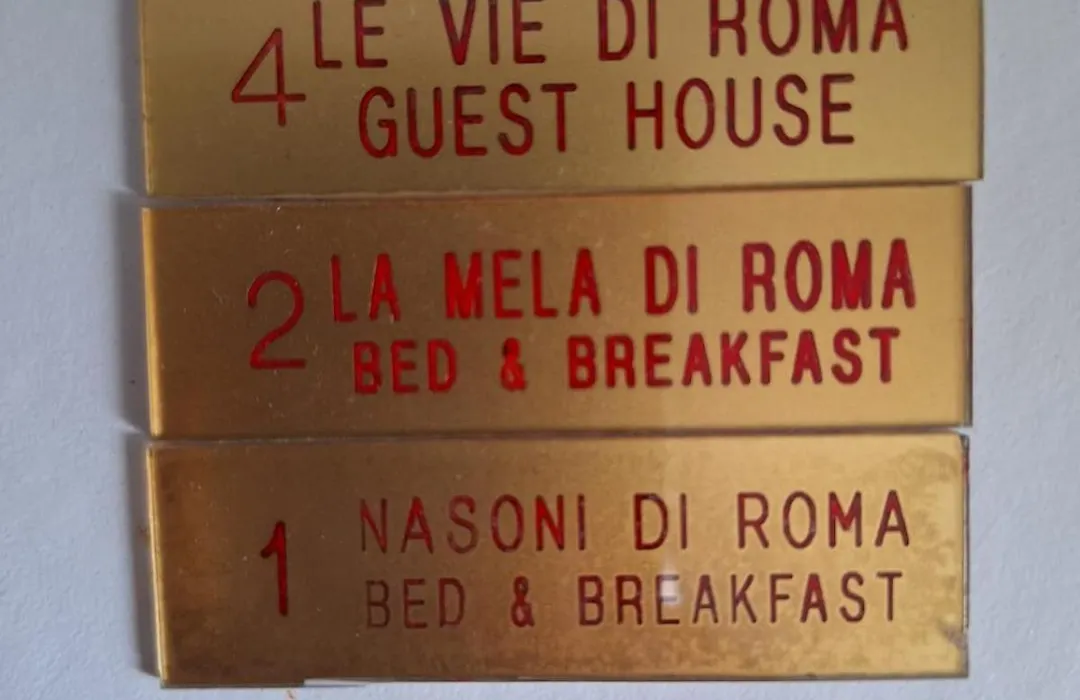 4 LE VIE DI ROMA
GUEST HOUSE
2 LA MELA DI ROMA
BED & BREAKFAST
1 NASONI DI ROMA
BED & BREAKFAST